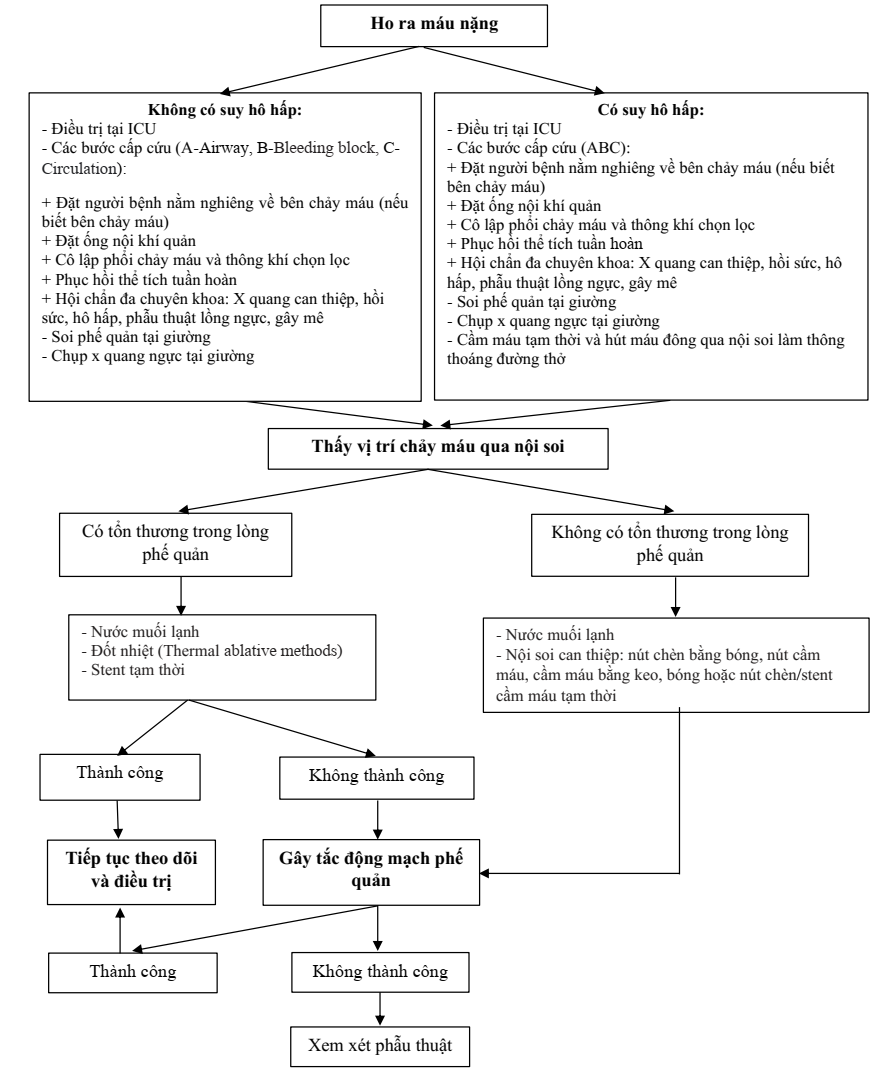 Ho ra máu nặng
Không có suy hô hấp:
- Điều trị tại ICU
- Các bước cấp cứu (A-Airway, B-Bleeding block, C-
Circulation):
+ Đặt người bệnh nằm nghiêng về bên chảy máu (nếu
biết bên chảy máu)
+ Đặt ống nội khí quản
+ Cô lập phổi chảy máu và thông khí chọn lọc
+ Phục hồi thể tích tuần hoàn
+ Hội chẩn đa chuyên khoa: X quang can thiệp, hồi
sức, hô hấp, phẫu thuật lồng ngực, gây mê
- Soi phế quản tại giường
- Chụp x quang ngực tại giường
Có suy hô hấp:
- Điều trị tại ICU
- Các bước cấp cứu (ABC):
+ Đặt người bệnh nằm nghiêng về bên chảy máu (nếu biết
bên chảy máu)
+ Đặt ống nội khí quản
+ Cô lập phổi chảy máu và thông khí chọn lọc
+ Phục hồi thể tích tuần hoàn
+ Hội chẩn đa chuyên khoa: X quang can thiệp, hồi sức, hô
hấp, phẫu thuật lồng ngực, gây mê
- Soi phế quản tại giường
- Chụp x quang ngực tại giường
- Cầm máu tạm thời và hút máu đông qua nội soi làm thông
thoáng đường thở
Thấy vị trí chảy máu qua nội soi
Có tổn thương trong lòng
phế quản
Không có tổn thương trong lòng
phế quản
- Nước muối lạnh
- Đốt nhiệt (Thermal ablative methods)
- Stent tạm thời
- Nước muối lạnh
- Nội soi can thiệp: nút chèn bằng bóng, nút cầm
máu, cầm máu bằng keo, bóng hoặc nút chèn/stent
cầm máu tạm thời
Thành công
Không thành công
Tiếp tục theo dõi
và điều trị
Gây tắc động mạch phế
quản
Thành công
Không thành công
Xem xét phẫu thuật